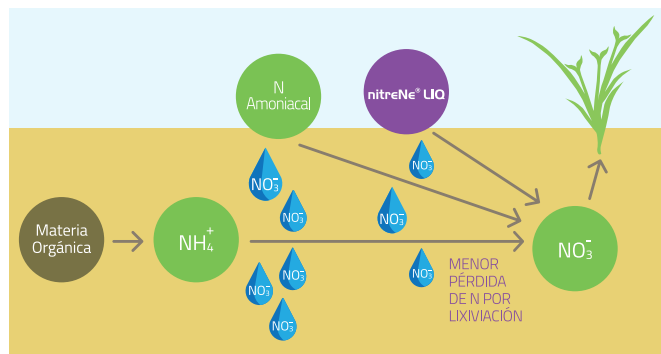 N
Amoniacal
nitreNe® LIQ
NO₃⁻
NO₃⁻
NO₃⁻
NO₃⁻
Materia
Orgánica
NH₄⁺
NO₃⁻
NO₃⁻
NO₃⁻
NO₃⁻
NO₃⁻
MENOR
PÉRDIDA
DE N POR
LIXIVIACIÓN